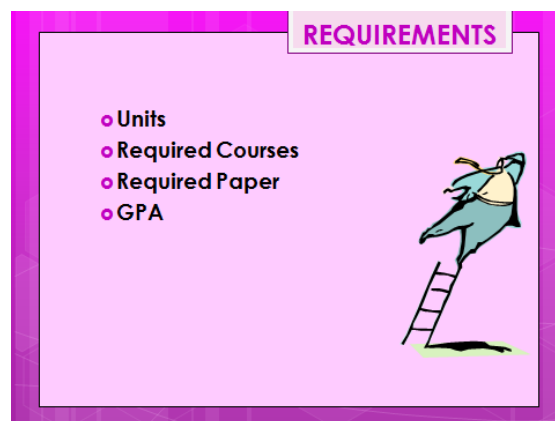 REQUIREMENTS
Units
Required Courses
Required Paper
GPA